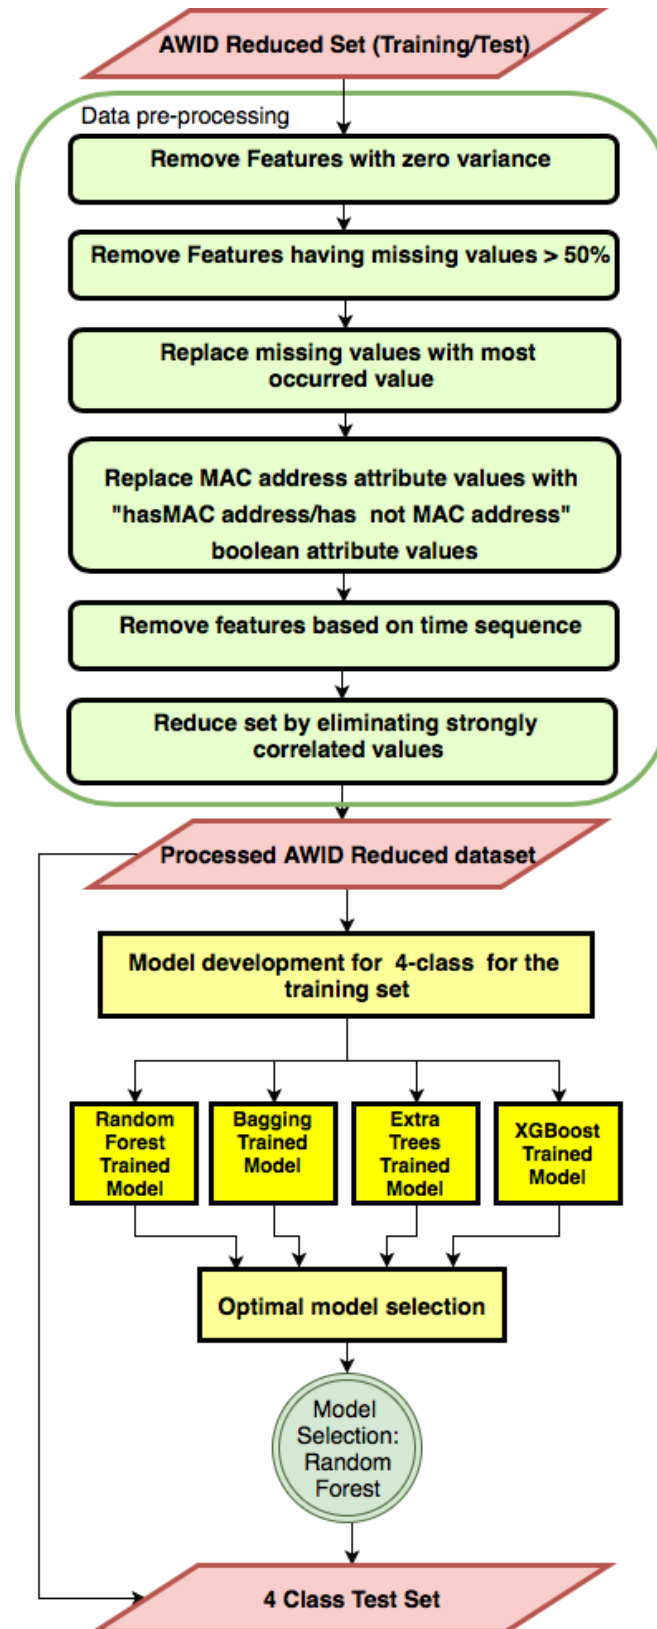 AWID Reduced Set (Training/Test)
Data pre-processing
Remove Features with zero variance
Remove Features having missing values > 50%
Replace missing values with most
occurred value
Replace MAC address attribute values with
"hasMAC address/has not MAC address"
boolean attribute values
Remove features based on time sequence
Reduce set by eliminating strongly
correlated values
Processed AWID Reduced dataset
Model development for 4-class for the
training set
Random
Forest
Trained
Model
Bagging
Trained
Model
Extra
Trees
Trained
Model
XGBoost
Trained
Model
Optimal model selection
Model
Selection:
Random
Forest
4 Class Test Set